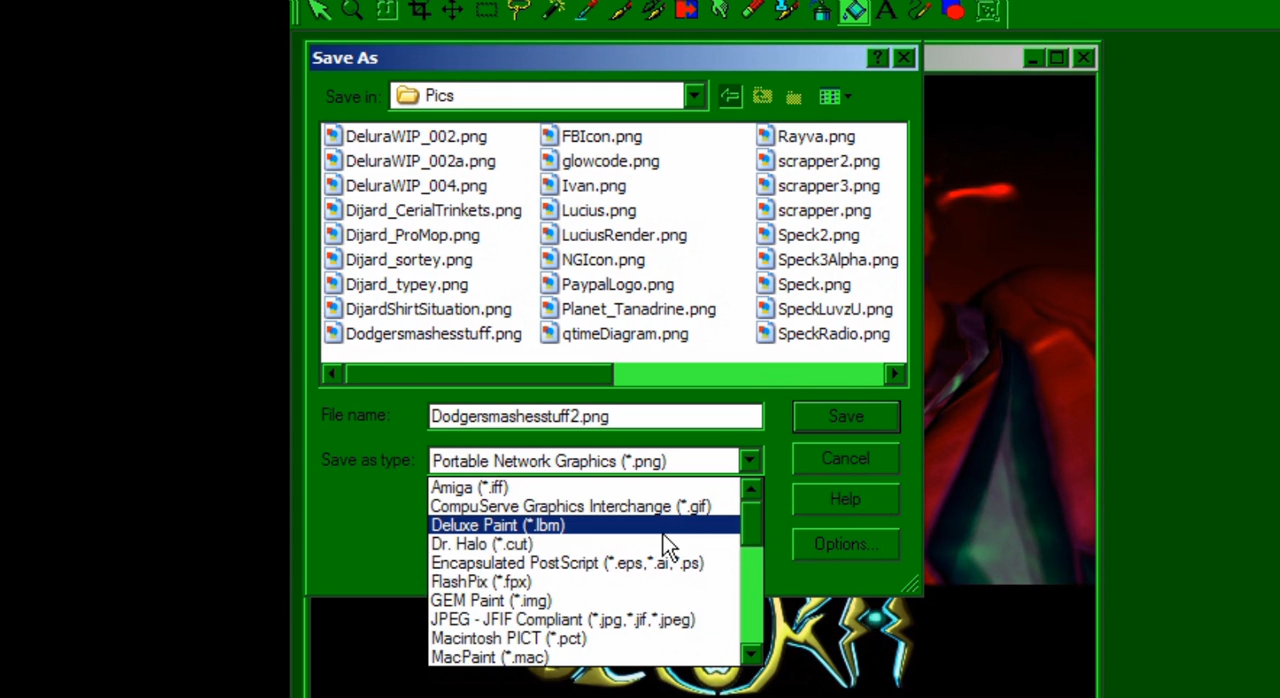 Save As
Save in: Pics
DeluraWIP_002.png
DeluraWIP_002a.png
DeluraWIP_004.png
Dijard_CerialTrinkets.png
Dijard_ProMop.png
Dijard_sortey.png
Dijard_typey.png
DijardShirtSituation.png
Dodgersmashesstuff.png
FBIcon.png
glowcode.png
Ivan.png
Lucius.png
LuciusRender.png
NGIcon.png
PaypalLogo.png
Planet_Tanadrine.png
qtimeDiagram.png
Rayva.png
scrapper2.png
scrapper3.png
scrapper.png
Speck2.png
Speck3Alpha.png
Speck.png
SpeckLuvzU.png
SpeckRadio.png
File name: Dodgersmashesstuff2.png
Save
Save as type: Portable Network Graphics (*.png)
Cancel
Help
Options...
Amiga (*.iff)
CompuServe Graphics Interchange (*.gif)
Deluxe Paint (*.lbm)
Dr. Halo (*.cut)
Encapsulated PostScript (*.eps,*.ai,*.ps)
FlashPix (*.fpx)
GEM Paint (*.img)
JPEG - JFIF Compliant (*.jpg,*.jif,*.jpeg)
Macintosh PICT (*.pct)
MacPaint (*.mac)